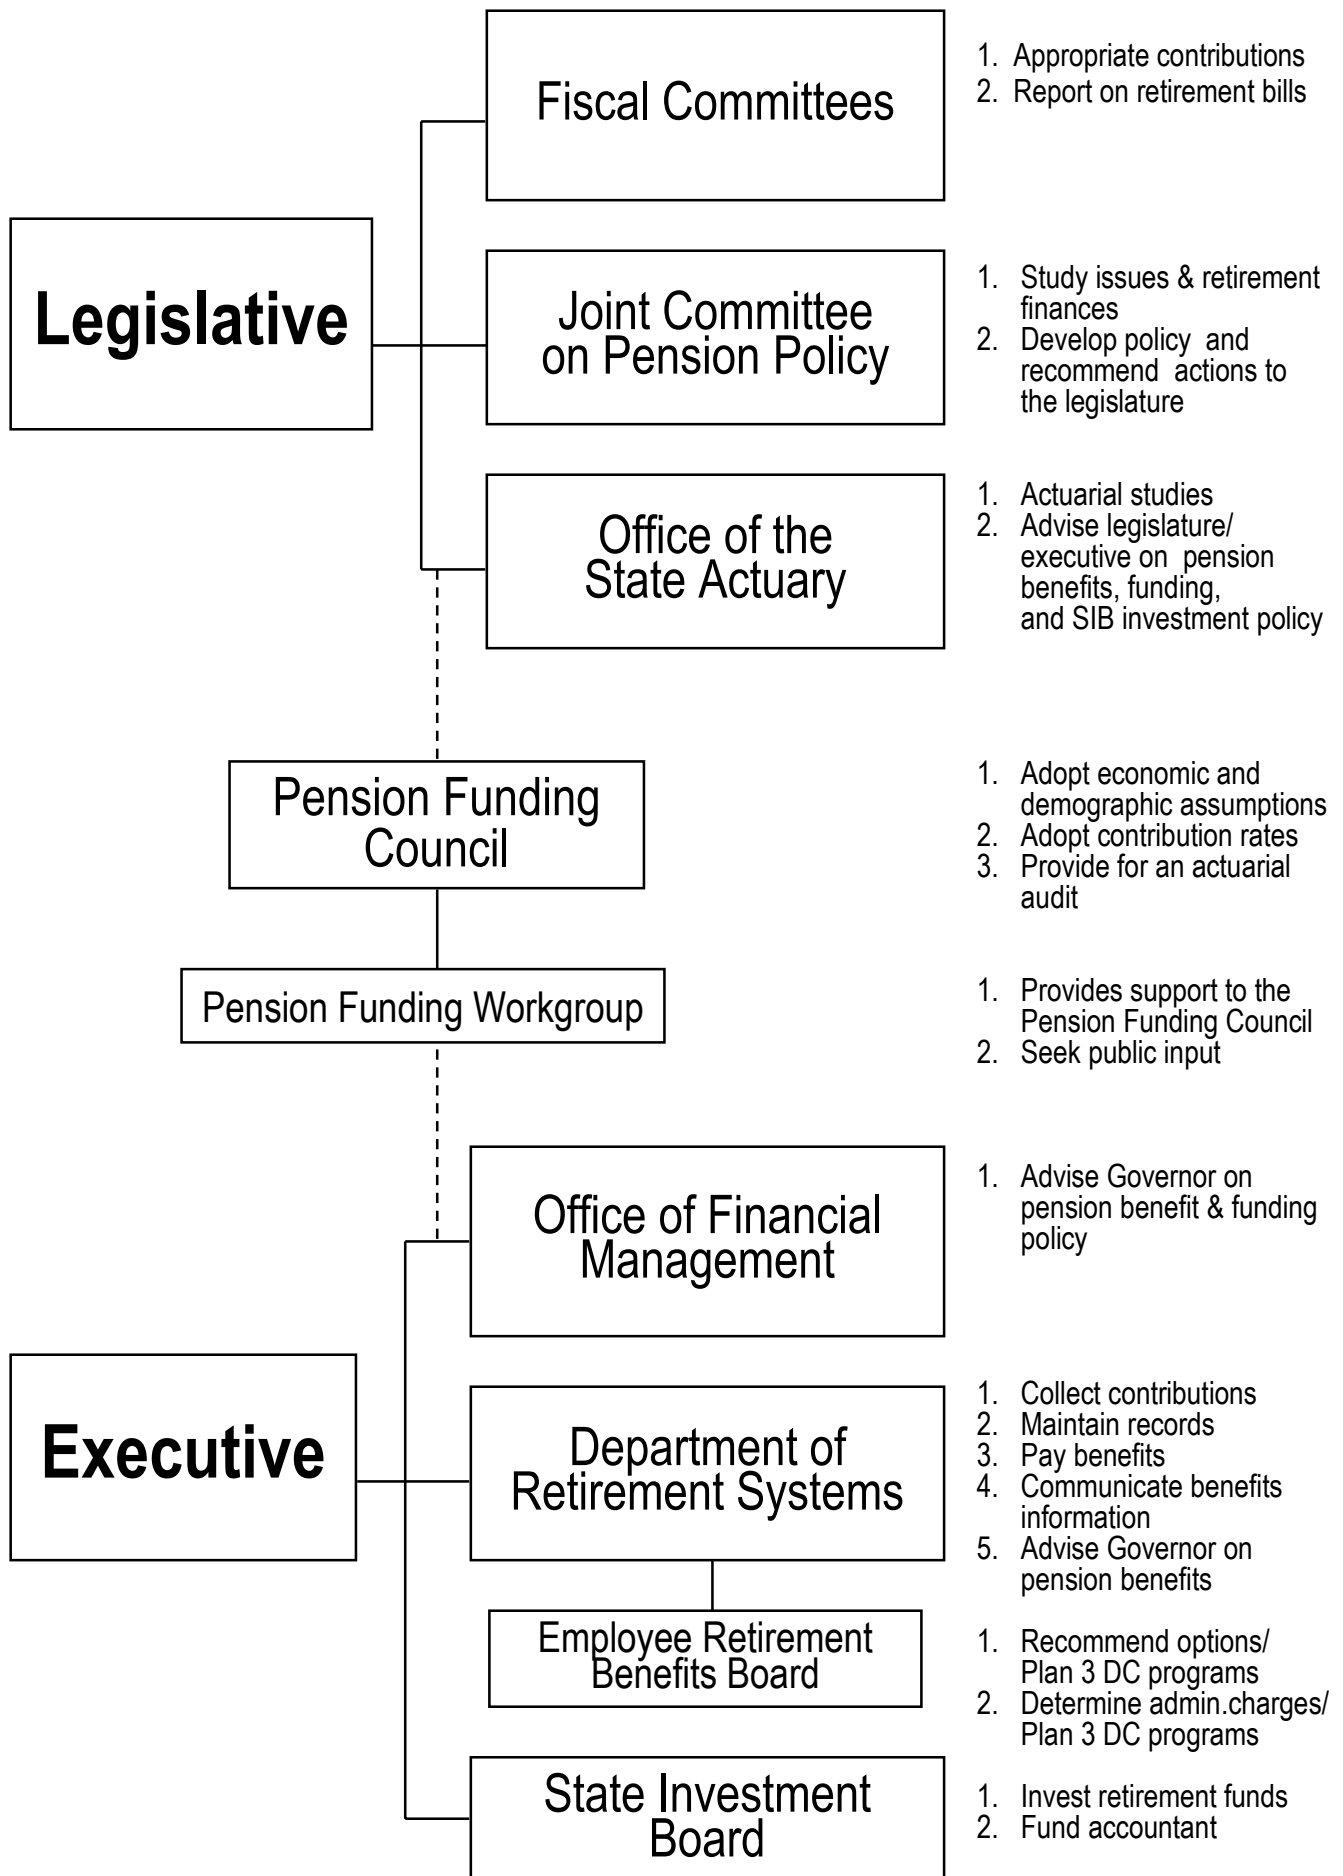 Fiscal Committees
1. Appropriate contributions
2. Report on retirement bills
Legislative
Joint Committee
on Pension Policy
1. Study issues & retirement
finances
2. Develop policy and
recommend actions to
the legislature
Office of the
State Actuary
1. Actuarial studies
2. Advise legislature/
executive on pension
benefits, funding,
and SIB investment policy
Pension Funding
Council
1. Adopt economic and
demographic assumptions
2. Adopt contribution rates
3. Provide for an actuarial
audit
Pension Funding Workgroup
1. Provides support to the
Pension Funding Council
2. Seek public input
Office of Financial
Management
1. Advise Governor on
pension benefit & funding
policy
Executive
Department of
Retirement Systems
1. Collect contributions
2. Maintain records
3. Pay benefits
4. Communicate benefits
information
5. Advise Governor on
pension benefits
Employee Retirement
Benefits Board
1. Recommend options/
Plan 3 DC programs
2. Determine admin.charges/
Plan 3 DC programs
State Investment
Board
1. Invest retirement funds
2. Fund accountant